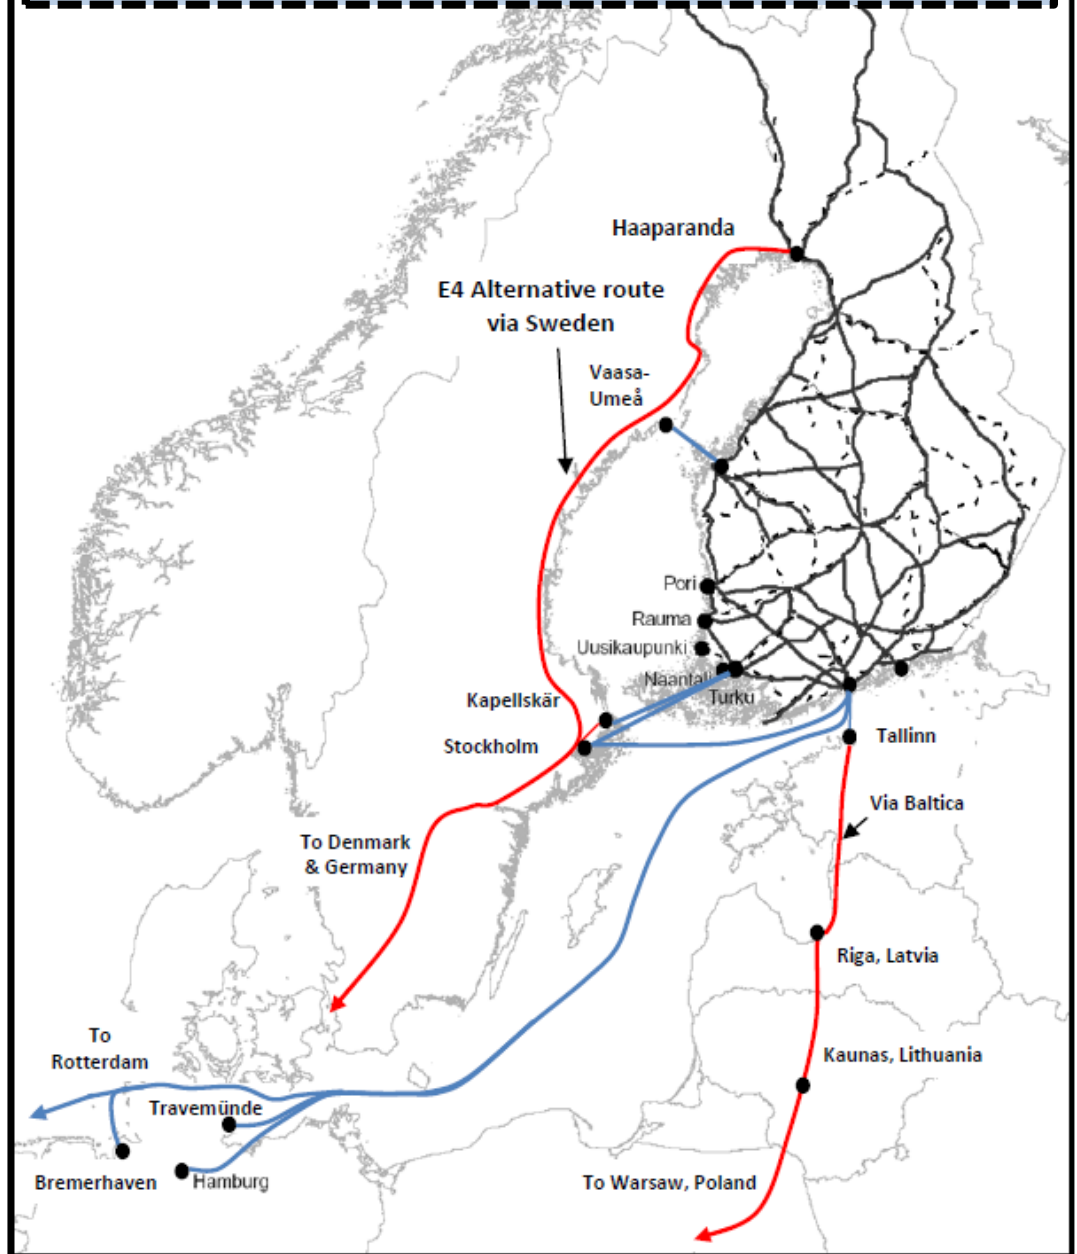 Haaparanda
E4 Alternative route
via Sweden
Vaasa-
Umeå
Pori
Rauma
Uusikaupunki
Naantali
Turku
Kapellskär
Stockholm
Tallinn
Via Baltica
To Denmark
& Germany
Riga, Latvia
To
Rotterdam
Kaunas, Lithuania
Travemünde
Bremerhaven
Hamburg
To Warsaw, Poland